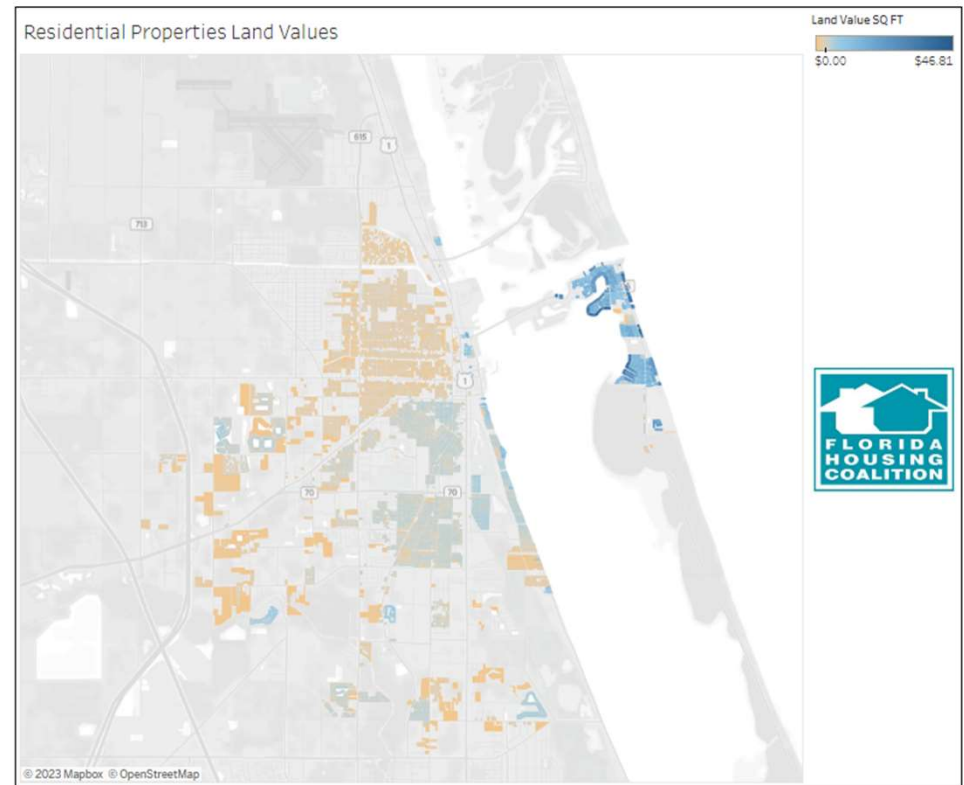 Residential Properties Land Values
Land Value SQ FT
$0.00 $46.81
615
1
713
1
70
70
FLORIDA
HOUSING
COALITION
© 2023 Mapbox © OpenStreetMap